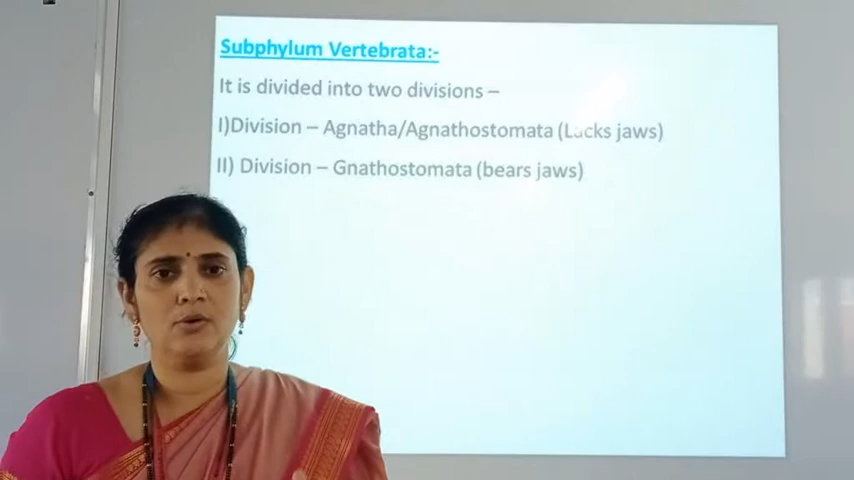 Subphylum Vertebrata:-
It is divided into two divisions –
I)Division – Agnatha/Agnathostomata (Lacks jaws)
II) Division – Gnathostomata (bears jaws)